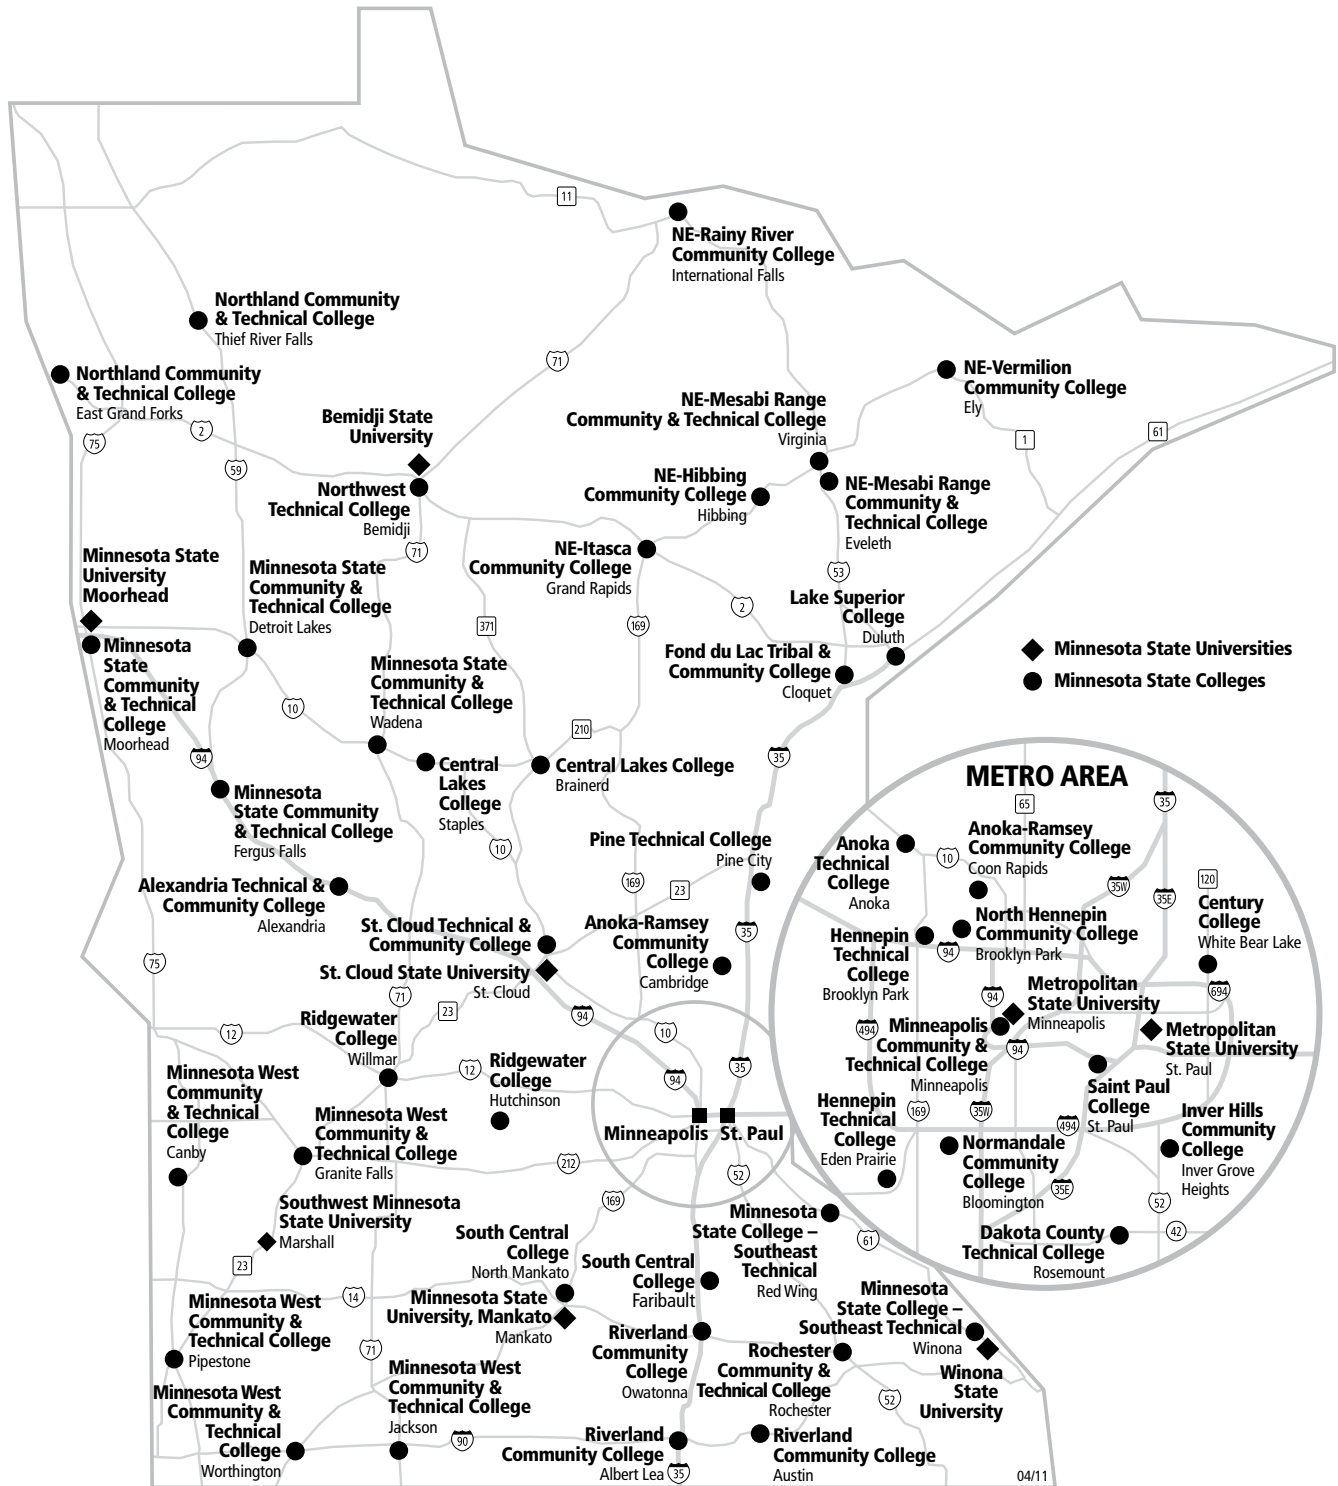 11
NE-Rainy River
Community College
International Falls
Northland Community
& Technical College
Thief River Falls
71
Northland Community
& Technical College
East Grand Forks
NE-Vermilion
Community College
Ely
NE-Mesabi Range
Community & Technical College
Virginia
Bemidji State
University
75
2
59
1
61
NE-Hibbing
Community College
Hibbing
NE-Mesabi Range
Community &
Technical College
Eveleth
Northwest
Technical College
Bemidji
71
NE-Itasca
Community College
Grand Rapids
53
Minnesota State
University
Moorhead
Minnesota State
Community &
Technical College
Detroit Lakes
371
169
2
Lake Superior
College
Duluth
Minnesota
State
Community
& Technical
College
Moorhead
Fond du Lac Tribal &
Community College
Cloquet
Minnesota State Universities
Minnesota State Colleges
Minnesota State
Community &
Technical College
Wadena
10
210
94
35
Central
Lakes
College
Staples
Central Lakes College
Brainerd
Minnesota
State Community
& Technical College
Fergus Falls
10
Pine Technical College
Pine City
169
23
Alexandria Technical &
Community College
Alexandria
St. Cloud Technical &
Community College
St. Cloud State University
St. Cloud
Anoka-Ramsey
Community
College
Cambridge
35
75
71
23
94
10
12
Ridgewater
College
Willmar
12
Ridgewater
College
Hutchinson
94
35
Minneapolis
St. Paul
Minnesota West
Community
& Technical
College
Canby
Minnesota West
Community &
Technical College
Granite Falls
212
52
169
Southwest Minnesota
State University
Marshall
23
South Central
College
North Mankato
Minnesota State
University, Mankato
Mankato
South Central
College
Faribault
Minnesota
State College –
Southeast
Technical
Red Wing
61
14
Minnesota West
Community &
Technical College
Pipestone
71
Riverland
Community
College
Owatonna
Rochester
Community &
Technical College
Rochester
Minnesota
State College –
Southeast Technical
Winona
Winona
State
University
52
Minnesota West
Community &
Technical
College
Worthington
Minnesota West
Community &
Technical College
Jackson
90
Riverland
Community College
Albert Lea
35
Riverland
Community College
Austin
04/11
METRO AREA
65
35
Anoka
Technical
College
Anoka
10
Anoka-Ramsey
Community College
Coon Rapids
35W
35E
120
Century
College
White Bear Lake
Hennepin
Technical
College
Brooklyn Park
North Hennepin
Community College
Brooklyn Park
94
694
94
Metropolitan
State University
Minneapolis
494
Minneapolis
Community &
Technical College
Minneapolis
94
Metropolitan
State University
St. Paul
Saint Paul
College
St. Paul
Hennepin
Technical
College
Eden Prairie
169
35W
494
Normandale
Community
College
Bloomington
Inver Hills
Community
College
Inver Grove
Heights
35E
52
42
Dakota County
Technical College
Rosemount